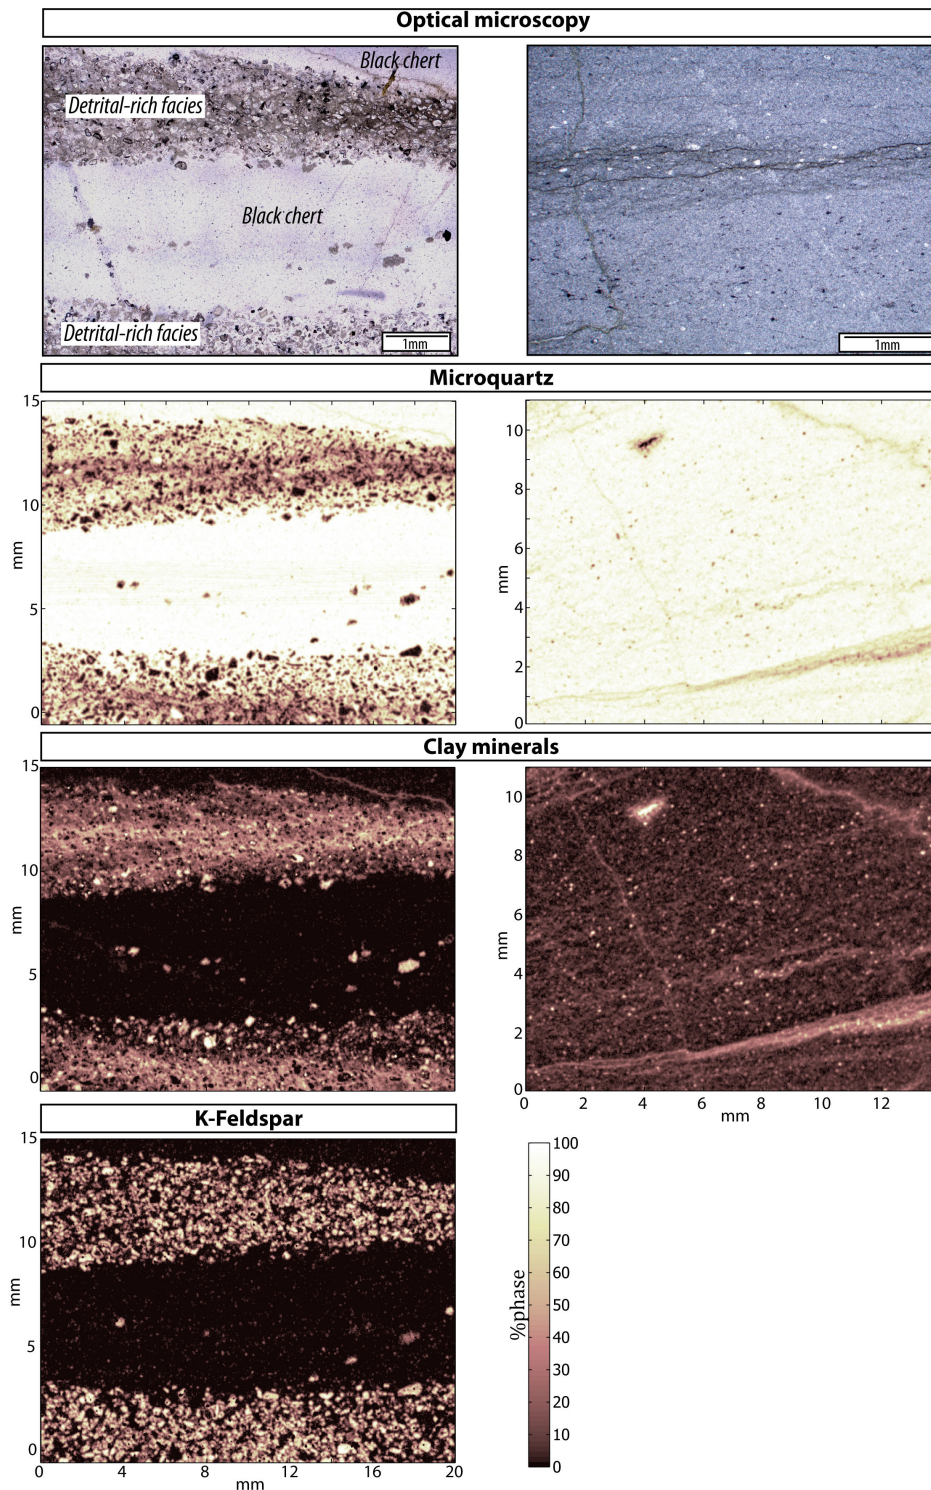 Optical microscopy
Black chert
Detrital-rich facies
Black chert
Detrital-rich facies
1mm
1mm
Microquartz
15
10
5
0
mm
10
8
6
4
2
0
mm
Clay minerals
15
10
5
0
mm
10
8
6
4
2
0
mm
0 2 4 6 8 10 12
mm
K-Feldspar
15
10
5
0
mm
0 4 8 12 16 20
mm
100
90
80
70
60
50
40
30
20
10
0
%phase